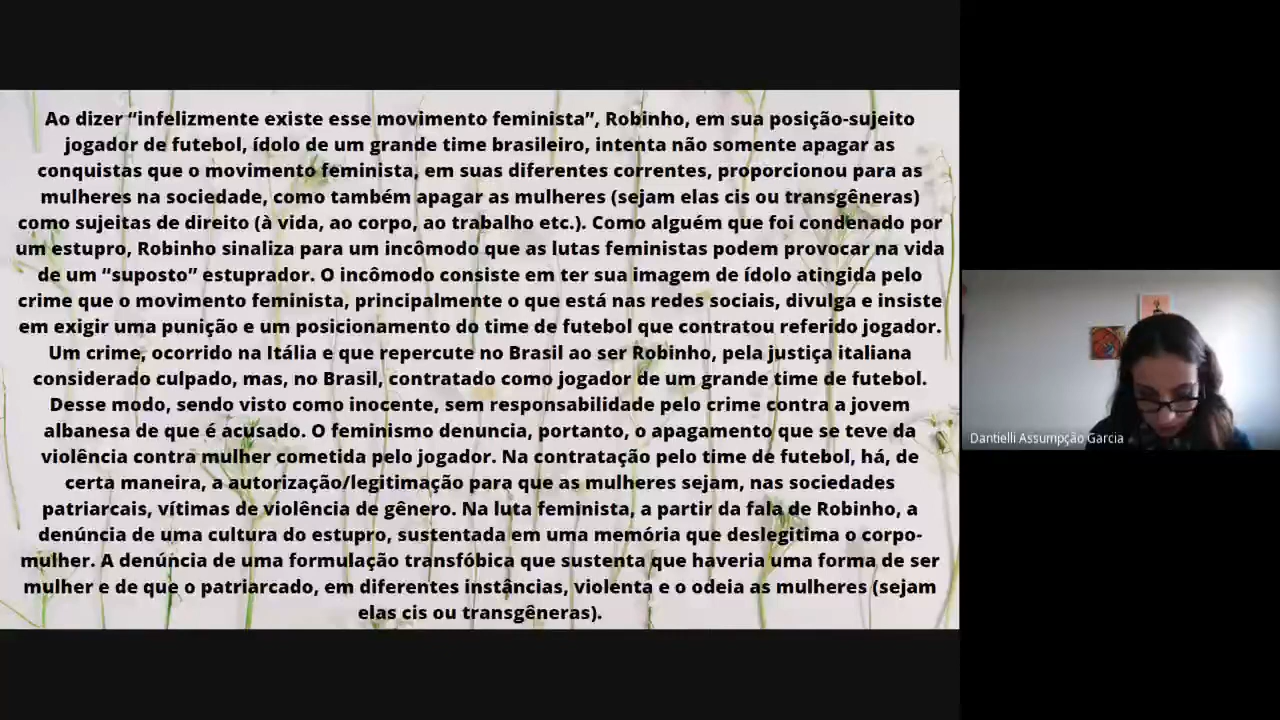 Ao dizer “infelizmente existe esse movimento feminista”, Robinho, em sua posição-sujeito
jogador de futebol, ídolo de um grande time brasileiro, intenta não somente apagar as
conquistas que o movimento feminista, em suas diferentes correntes, proporcionou para as
mulheres na sociedade, como também apagar as mulheres (sejam elas cis ou transgêneras)
como sujeitas de direito (à vida, ao corpo, ao trabalho etc.). Como alguém que foi condenado por
um estupro, Robinho sinaliza para um incômodo que as lutas feministas podem provocar na vida
de um “suposto” estuprador. O incômodo consiste em ter sua imagem de ídolo atingida pelo
crime que o movimento feminista, principalmente o que está nas redes sociais, divulga e insiste
em exigir uma punição e um posicionamento do time de futebol que contratou referido jogador.
Um crime, ocorrido na Itália e que repercute no Brasil ao ser Robinho, pela justiça italiana
considerado culpado, mas, no Brasil, contratado como jogador de um grande time de futebol.
Desse modo, sendo visto como inocente, sem responsabilidade pelo crime contra a jovem
albanesa de que é acusado. O feminismo denuncia, portanto, o apagamento que se teve da
violência contra mulher cometida pelo jogador. Na contratação pelo time de futebol, há, de
certa maneira, a autorização/legitimação para que as mulheres sejam, nas sociedades
patriarcais, vítimas de violência de gênero. Na luta feminista, a partir da fala de Robinho, a
denúncia de uma cultura do estupro, sustentada em uma memória que deslegitima o corpo-
mulher. A denúncia de uma formulação transfóbica que sustenta que haveria uma forma de ser
mulher e de que o patriarcado, em diferentes instâncias, violenta e o odeia as mulheres (sejam
elas cis ou transgêneras).
Dantielli Assumpção Garcia